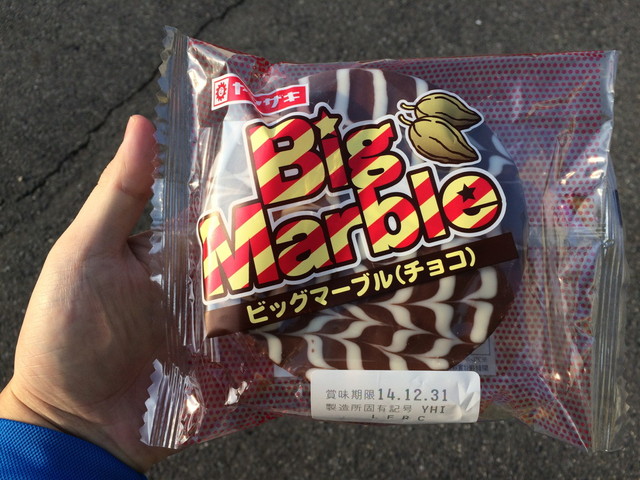 ヤマザキ
Big
Marble
ビッグマーブル(チョコ)
賞味期限 14.12.31
製造所固有記号 YHI
LFBC